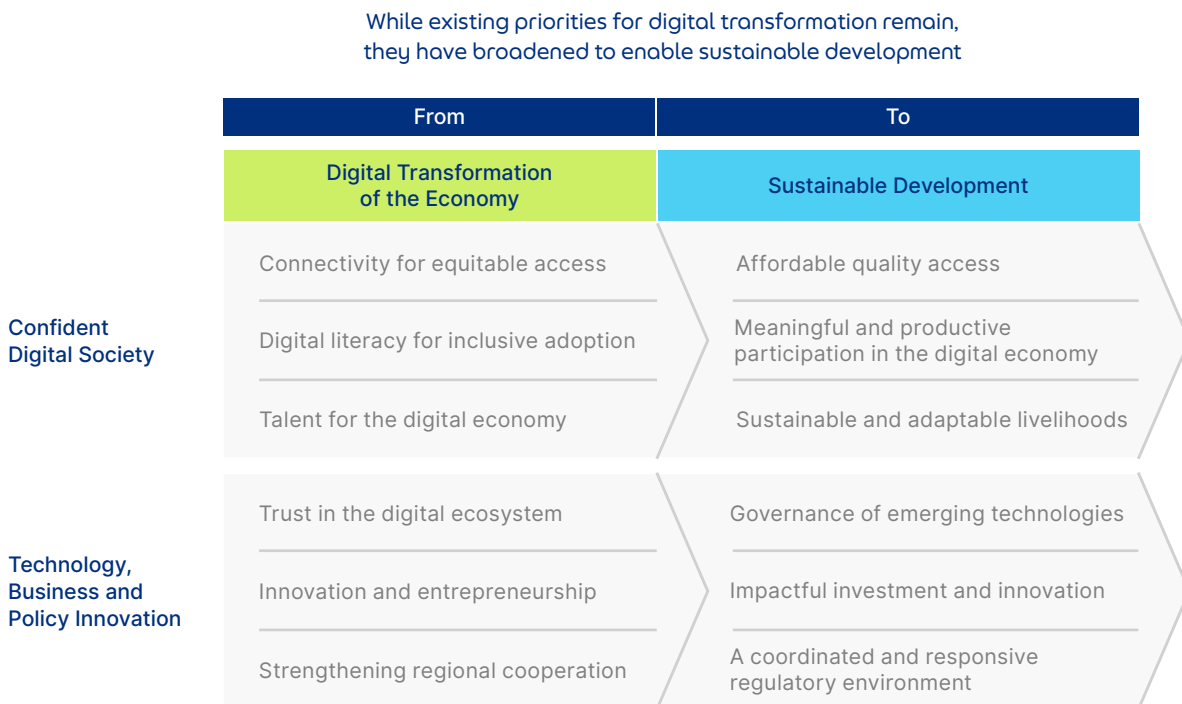 While existing priorities for digital transformation remain,
they have broadened to enable sustainable development
From
To
Digital Transformation
of the Economy
Sustainable Development
Confident
Digital Society
Connectivity for equitable access
Affordable quality access
Digital literacy for inclusive adoption
Meaningful and productive
participation in the digital economy
Talent for the digital economy
Sustainable and adaptable livelihoods
Technology,
Business and
Policy Innovation
Trust in the digital ecosystem
Governance of emerging technologies
Innovation and entrepreneurship
Impactful investment and innovation
Strengthening regional cooperation
A coordinated and responsive
regulatory environment